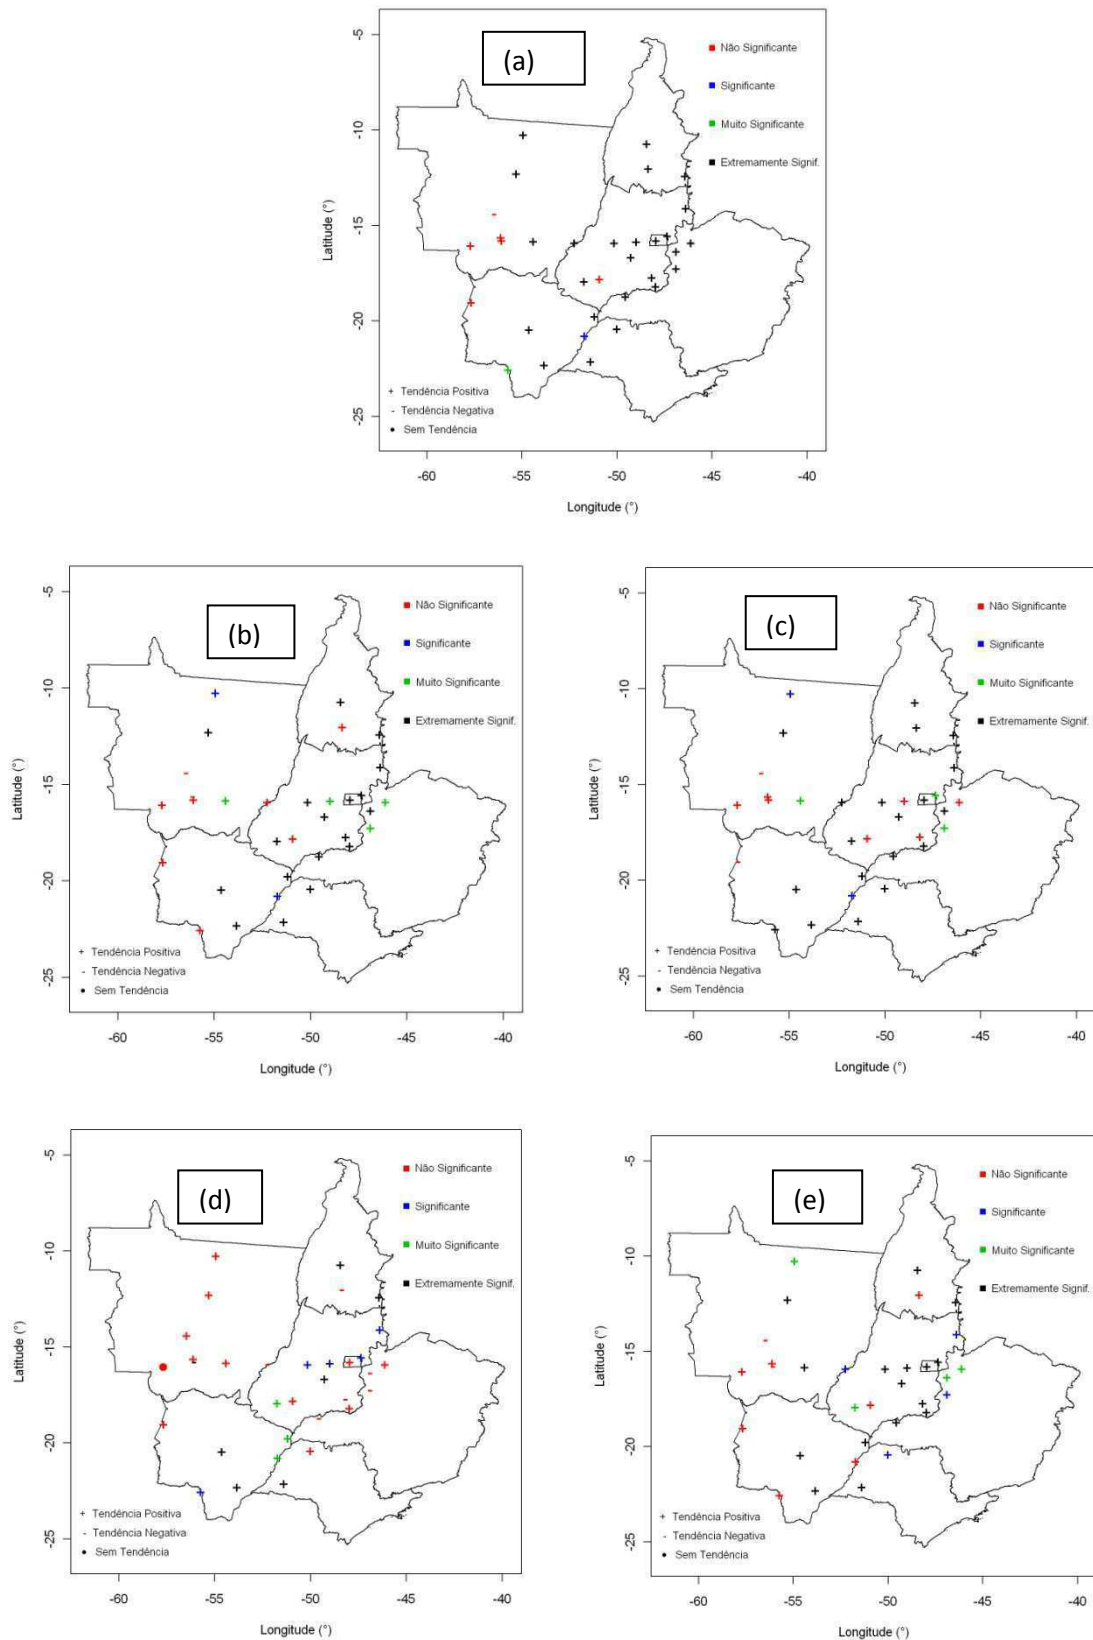 (a)
Não Significante
Significante
Muito Significante
Extremamente Signif.
-5
-10
-15
-20
-25
Latitude (°)
+ Tendência Positiva
- Tendência Negativa
• Sem Tendência
-60 -55 -50 -45 -40
Longitude (°)
(b)
Não Significante
Significante
Muito Significante
Extremamente Signif.
-5
-10
-15
-20
-25
Latitude (°)
+ Tendência Positiva
- Tendência Negativa
• Sem Tendência
-60 -55 -50 -45 -40
Longitude (°)
(c)
Não Significante
Significante
Muito Significante
Extremamente Signif.
-5
-10
-15
-20
-25
Latitude (°)
+ Tendência Positiva
- Tendência Negativa
• Sem Tendência
-60 -55 -50 -45 -40
Longitude (°)
(d)
Não Significante
Significante
Muito Significante
Extremamente Signif.
-5
-10
-15
-20
-25
Latitude (°)
+ Tendência Positiva
- Tendência Negativa
• Sem Tendência
-60 -55 -50 -45 -40
Longitude (°)
(e)
Não Significante
Significante
Muito Significante
Extremamente Signif.
-5
-10
-15
-20
-25
Latitude (°)
+ Tendência Positiva
- Tendência Negativa
• Sem Tendência
-60 -55 -50 -45 -40
Longitude (°)